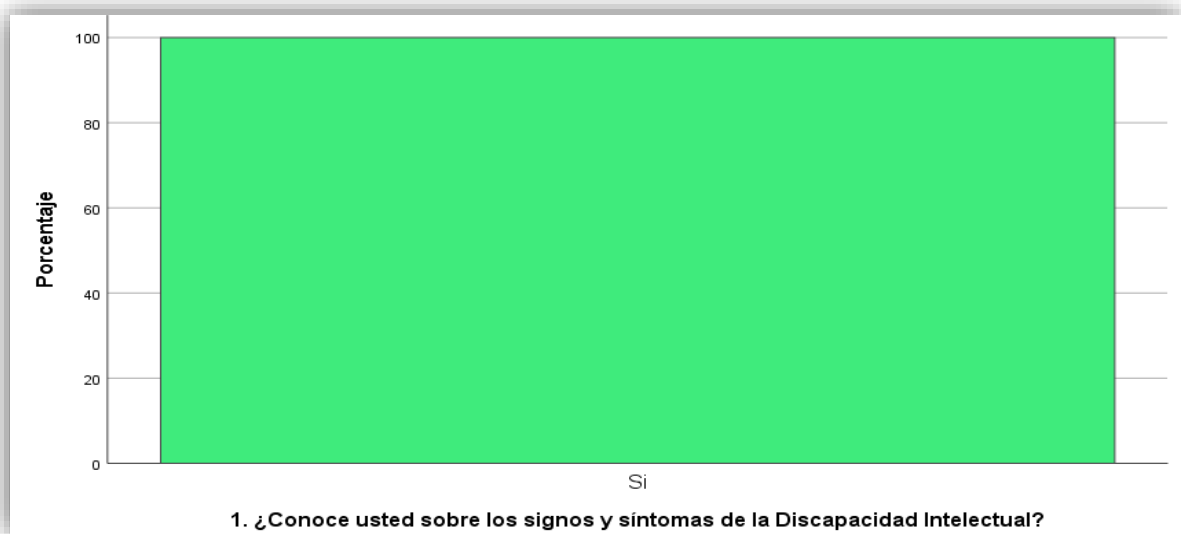 100
80
60
40
20
0
Porcentaje
Si
1. ¿Conoce usted sobre los signos y síntomas de la Discapacidad Intelectual?